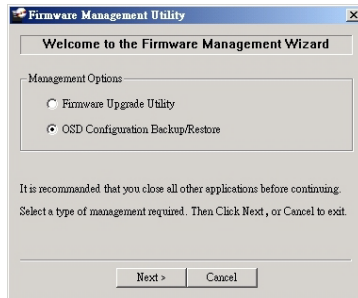 Firmware Management Utility
Welcome to the Firmware Management Wizard
Management Options
Firmware Upgrade Utility
OSD Configuration Backup/Restore
It is recommanded that you close all other applications before continuing.
Select a type of management required. Then Click Next , or Cancel to exit.
Next >
Cancel